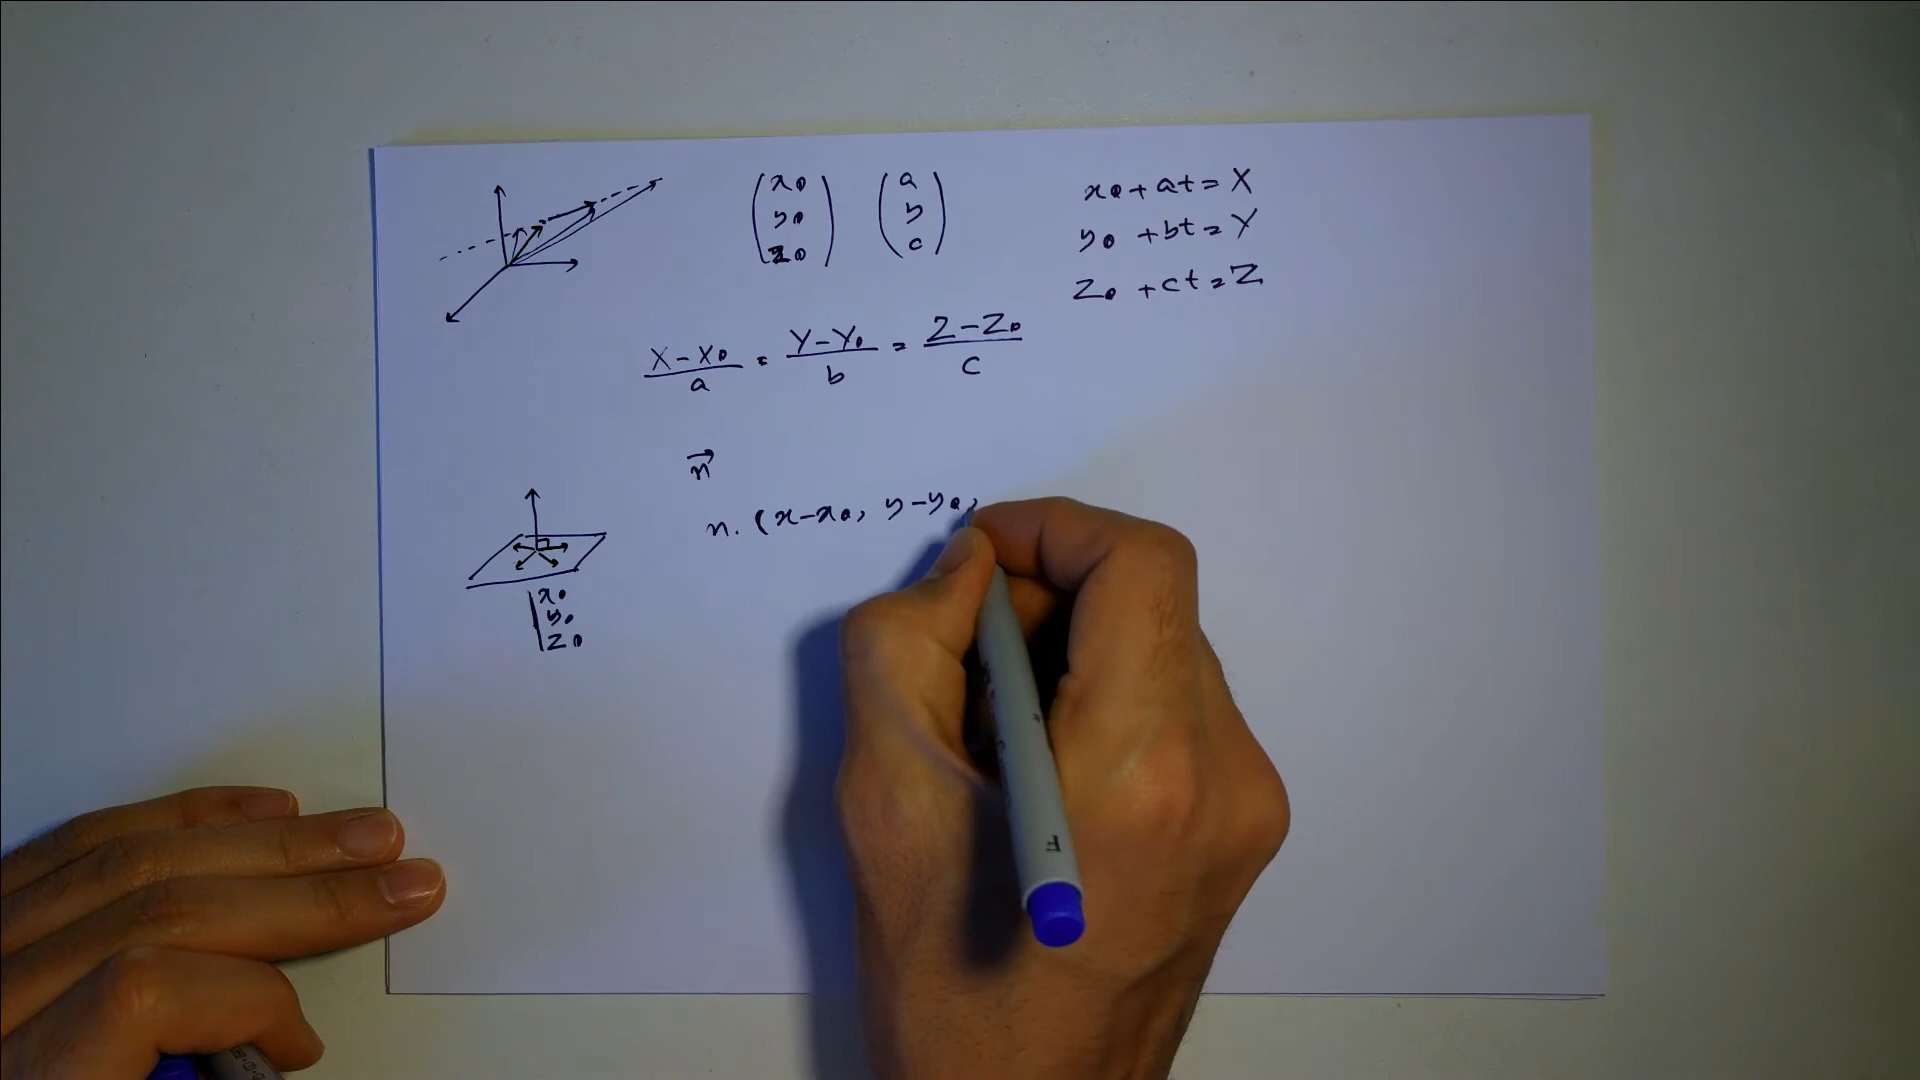 (x0 y0 z0) (a b c)
x0 + at = X
y0 + bt = Y
z0 + ct = Z
X - X0 / a = Y - Y0 / b = Z - Z0 / c
n⃗
n. (x-x0, y-y0,
x0
y0
z0
F